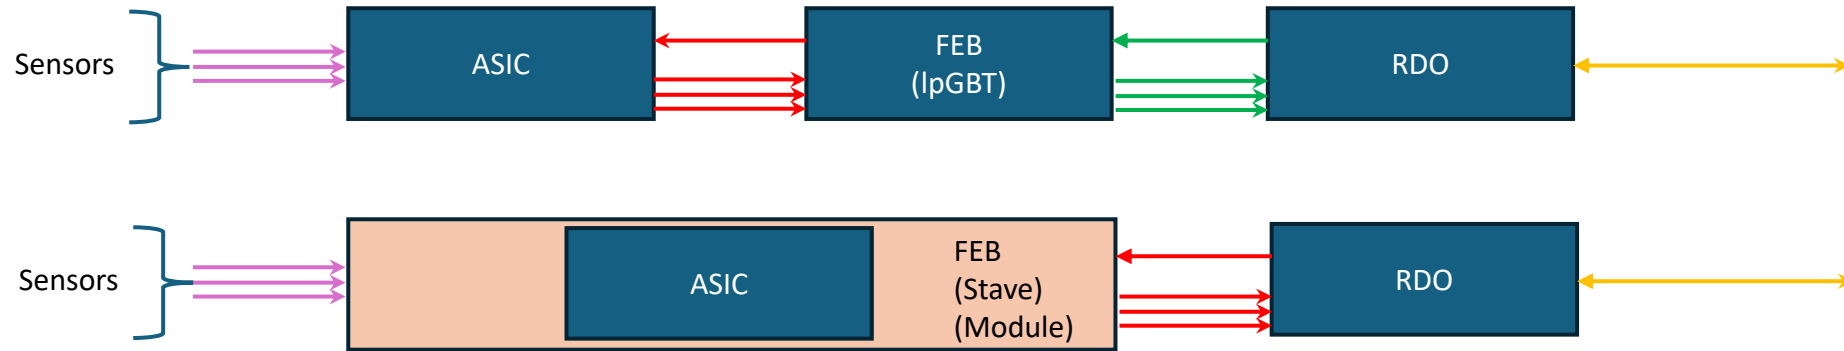 Sensors
ASIC
FEB
(lpGBT)
RDO
Sensors
ASIC
FEB
(Stave)
(Module)
RDO